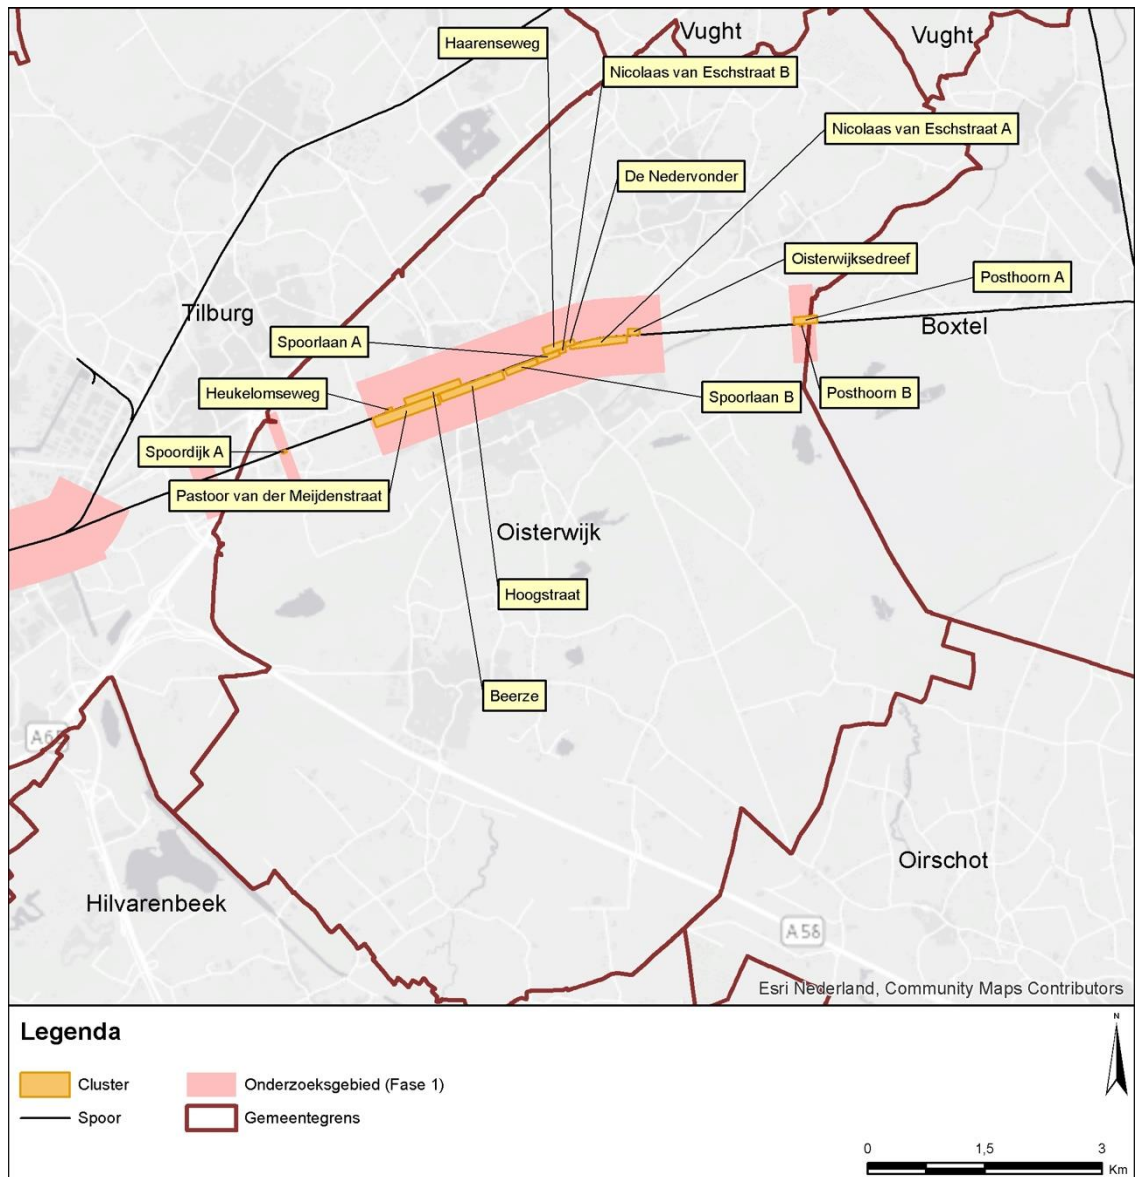 Vught
Vught
Haarenseweg
Nicolaas van Eschstraat B
Nicolaas van Eschstraat A
De Nedervonder
Oisterwijksedreef
Posthoorn A
Tilburg
Boxtel
Spoorlaan A
Heukelomseweg
Spoorlaan B
Posthoorn B
Spoordijk A
Pastoor van der Meijdenstraat
Oisterwijk
Hoogstraat
Beerze
A65
Oirschot
Hilvarenbeek
A58
Esri Nederland, Community Maps Contributors
Legenda
N
Cluster
Onderzoeksgebied (Fase 1)
Spoor
Gemeentegrens
0 1,5 3
Km